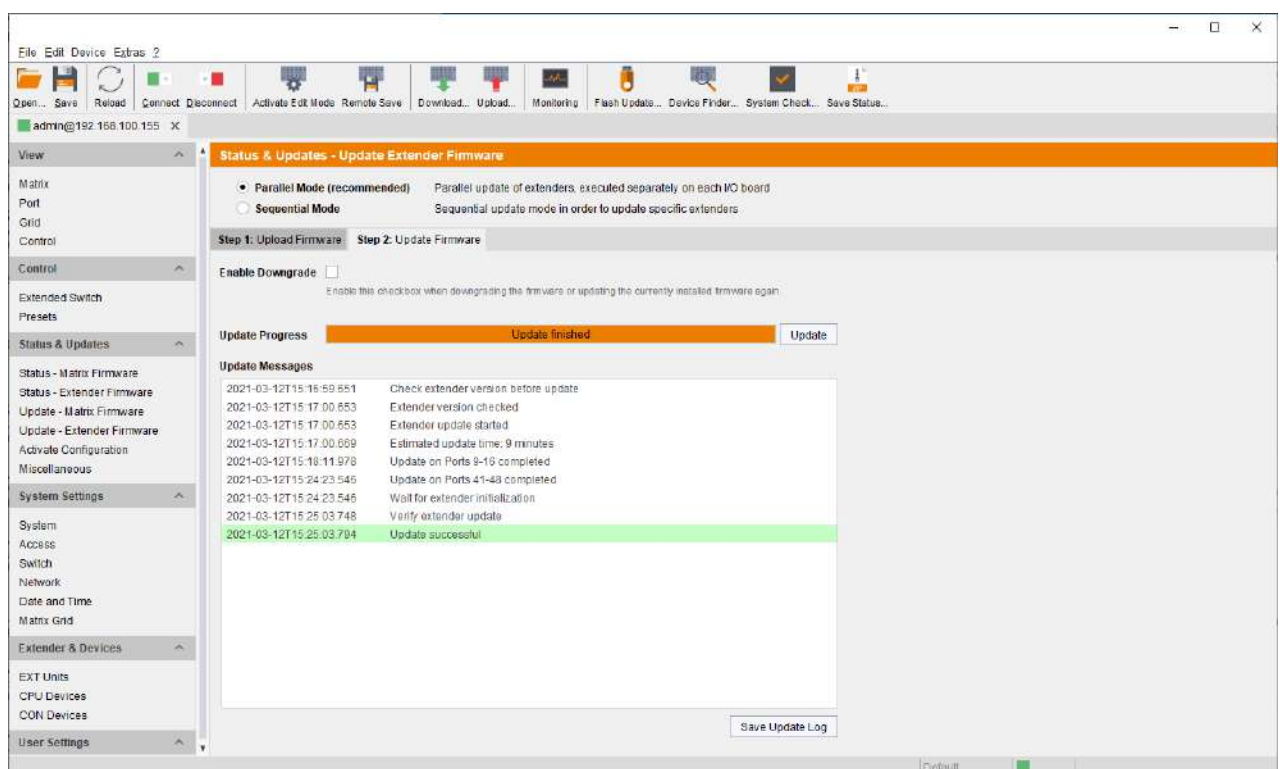 File Edit Device Extras ?
Open... Save Reload Connect Disconnect Activate Edit Mode Remote Save Download... Upload... Monitoring Flash Update... Device Finder... System Check... Save Status...
admin@192.168.100.155 X
View
Matrix
Port
Grid
Control
Control
Extended Switch
Presets
Status & Updates
Status - Matrix Firmware
Status - Extender Firmware
Update - Matrix Firmware
Update - Extender Firmware
Activate Configuration
Miscellaneous
System Settings
System
Access
Switch
Network
Date and Time
Matrix Grid
Extender & Devices
EXT Units
CPU Devices
CON Devices
User Settings
Status & Updates - Update Extender Firmware
Parallel Mode (recommended) Parallel update of extenders, executed separately on each I/O board
Sequential Mode Sequential update mode in order to update specific extenders
Step 1: Upload Firmware Step 2: Update Firmware
Enable Downgrade
Enable this checkbox when downgrading the firmware or updating the currently installed firmware again.
Update Progress Update finished Update
Update Messages
2021-03-12T15:16:59.651 Check extender version before update
2021-03-12T15:17:00.653 Extender version checked
2021-03-12T15:17:00.653 Extender update started
2021-03-12T15:17:00.669 Estimated update time: 9 minutes
2021-03-12T15:18:11.978 Update on Ports 9-16 completed
2021-03-12T15:24:23.546 Update on Ports 41-48 completed
2021-03-12T15:24:23.546 Wait for extender initialization
2021-03-12T15:25:03.748 Verify extender update
2021-03-12T15:25:03.794 Update successful
Save Update Log
Default